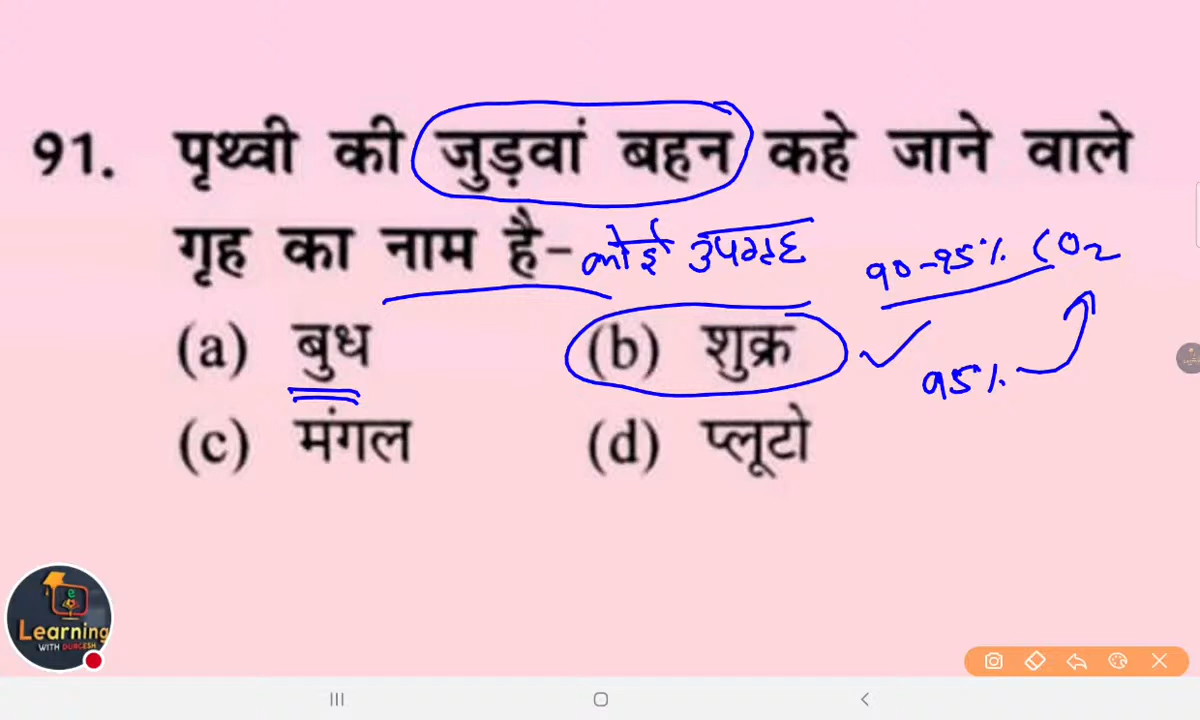 91. पृथ्वी की जुड़वां बहन कहे जाने वाले
गृह का नाम है- कोई उपग्रह
90-95% CO2
(a) बुध (b) शुक्र
95%
(c) मंगल (d) प्लूटो
e
Learning
WITH DURGESH